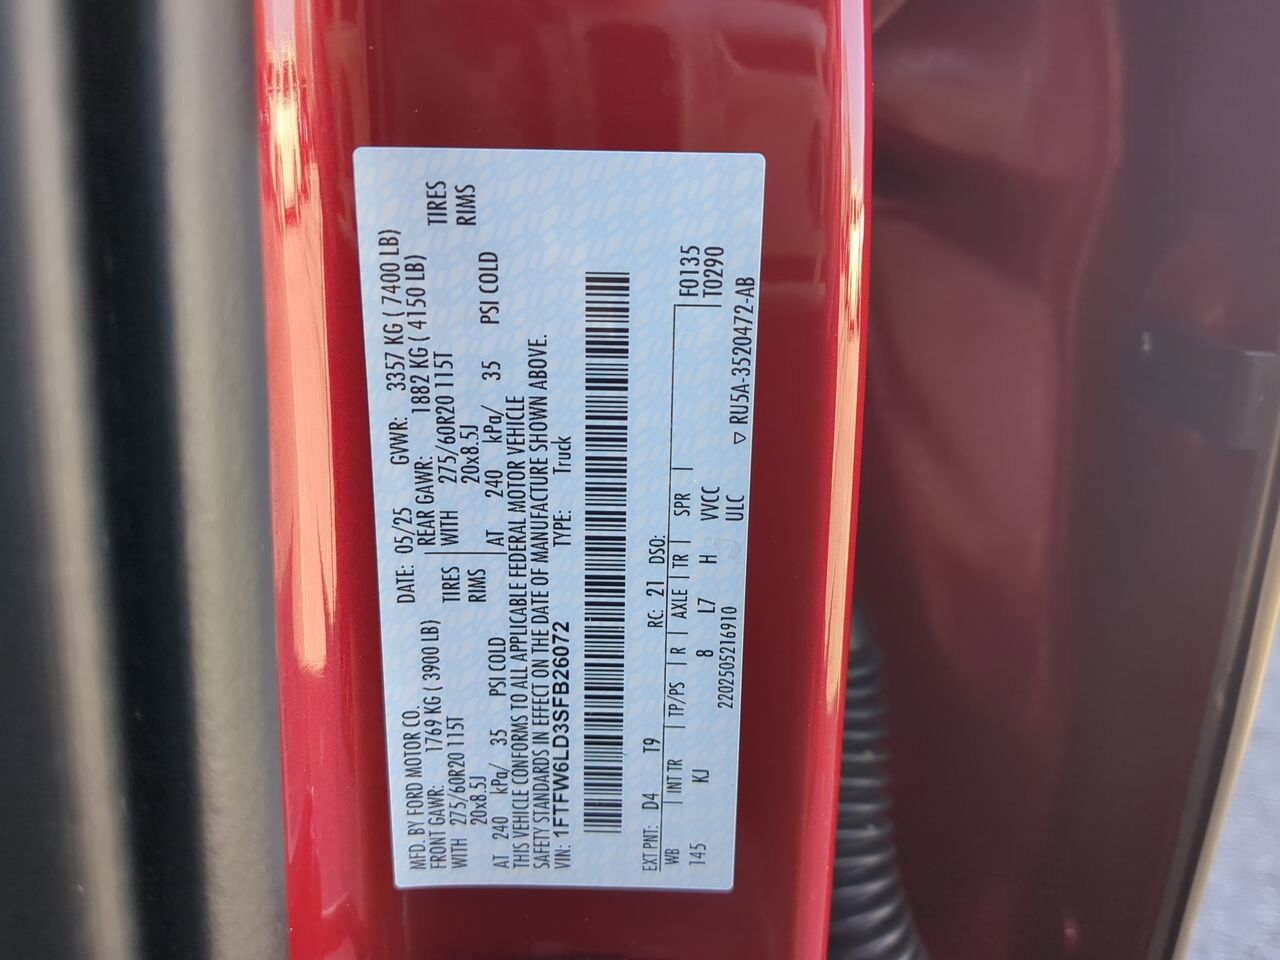 MFD. BY FORD MOTOR CO. DATE: 05/25 GVWR: 3357 KG ( 7400 LB)
FRONT GAWR: 1769 KG ( 3900 LB) REAR GAWR: 1882 KG ( 4150 LB)
WITH 275/60R20 115T TIRES WITH 275/60R20 115T TIRES
20x8.5J RIMS 20x8.5J RIMS
AT 240 kPa/ 35 PSI COLD AT 240 kPa/ 35 PSI COLD
THIS VEHICLE CONFORMS TO ALL APPLICABLE FEDERAL MOTOR VEHICLE
SAFETY STANDARDS IN EFFECT ON THE DATE OF MANUFACTURE SHOWN ABOVE.
VIN: 1FTFW6LD3SFB26072 TYPE: Truck
EXT PNT: D4 T9 RC: 21 DSO:
WB INT TR TP/PS R AXLE TR SPR F0135
145 KJ 8 L7 H VVCC T0290
2202505216910 ULC
▽ RU5A-3520472-AB